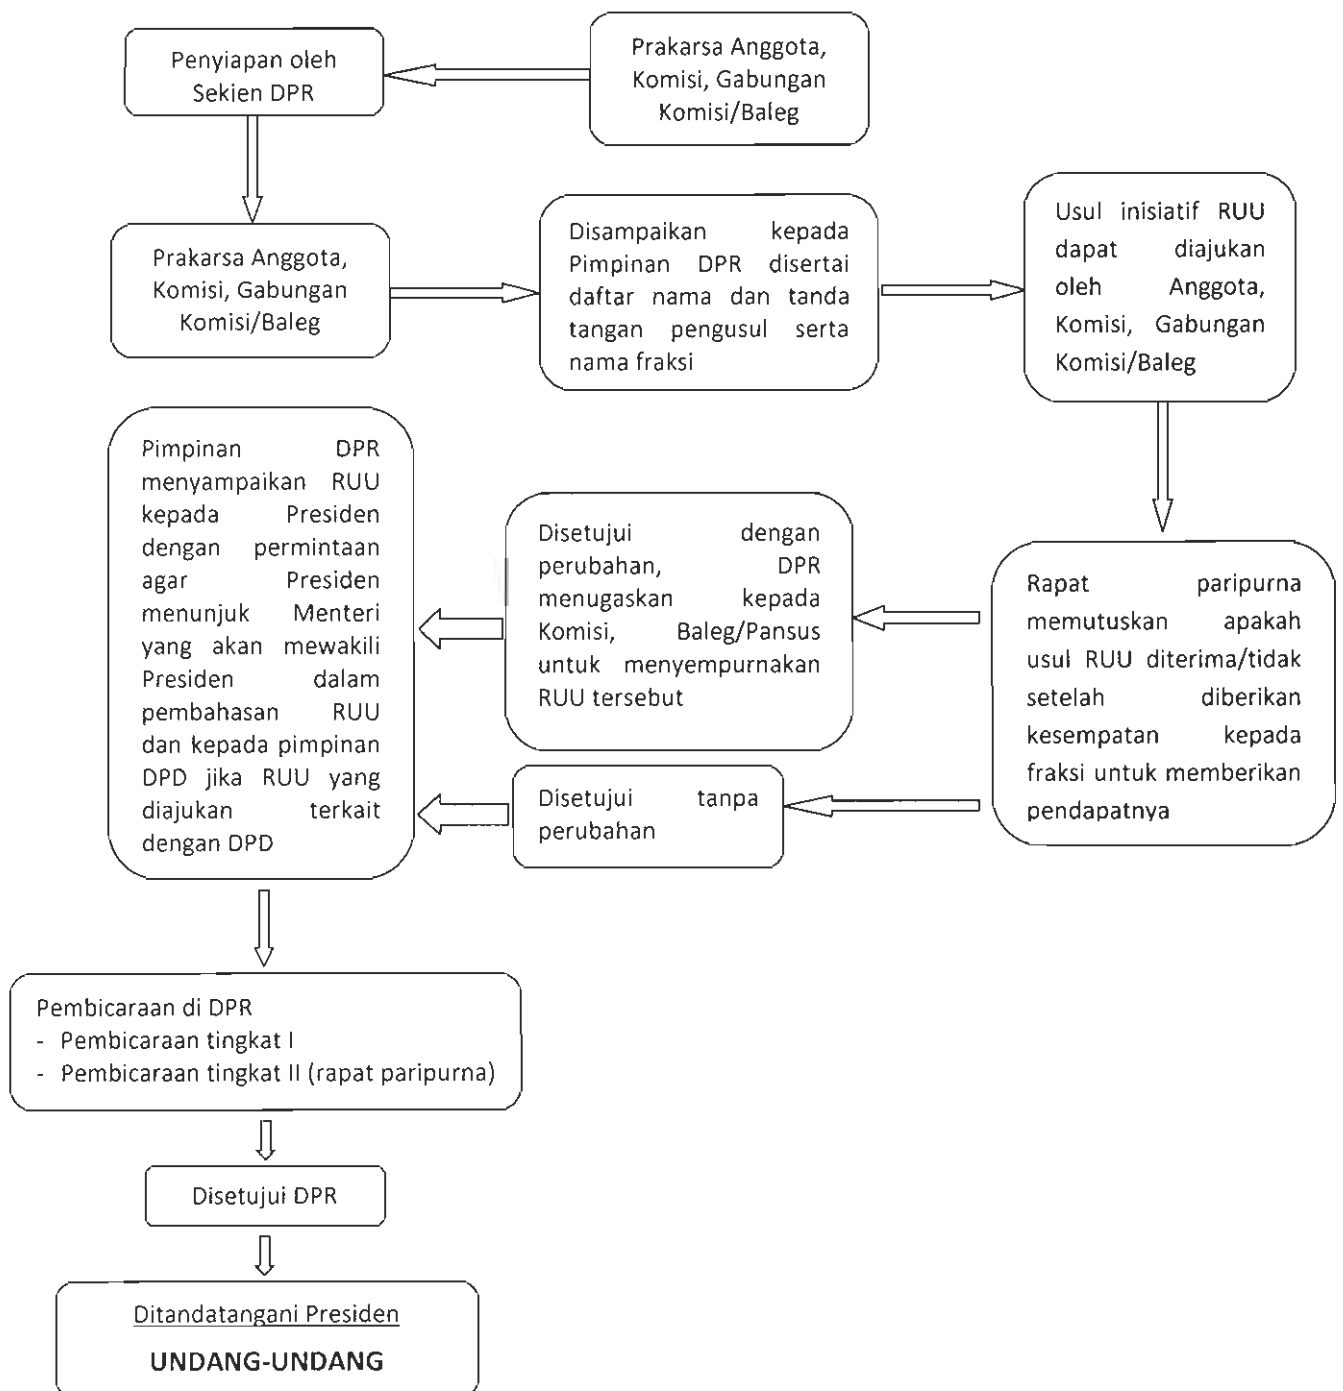 Prakarsa Anggota,
Komisi, Gabungan
Komisi/Baleg
Penyiapan oleh
Sekien DPR
Prakarsa Anggota,
Komisi, Gabungan
Komisi/Baleg
Disampaikan kepada
Pimpinan DPR disertai
daftar nama dan tanda
tangan pengusul serta
nama fraksi
Usul inisiatif RUU
dapat diajukan
oleh Anggota,
Komisi, Gabungan
Komisi/Baleg
Rapat paripurna
memutuskan apakah
usul RUU diterima/tidak
setelah diberikan
kesempatan kepada
fraksi untuk memberikan
pendapatnya
Disetujui dengan
perubahan, DPR
menugaskan kepada
Komisi, Baleg/Pansus
untuk menyempurnakan
RUU tersebut
Disetujui tanpa
perubahan
Pimpinan DPR
menyampaikan RUU
kepada Presiden
dengan permintaan
agar Presiden
menunjuk Menteri
yang akan mewakili
Presiden dalam
pembahasan RUU
dan kepada pimpinan
DPD jika RUU yang
diajukan terkait
dengan DPD
Pembicaraan di DPR
- Pembicaraan tingkat I
- Pembicaraan tingkat II (rapat paripurna)
Disetujui DPR
Ditandatangani Presiden
UNDANG-UNDANG